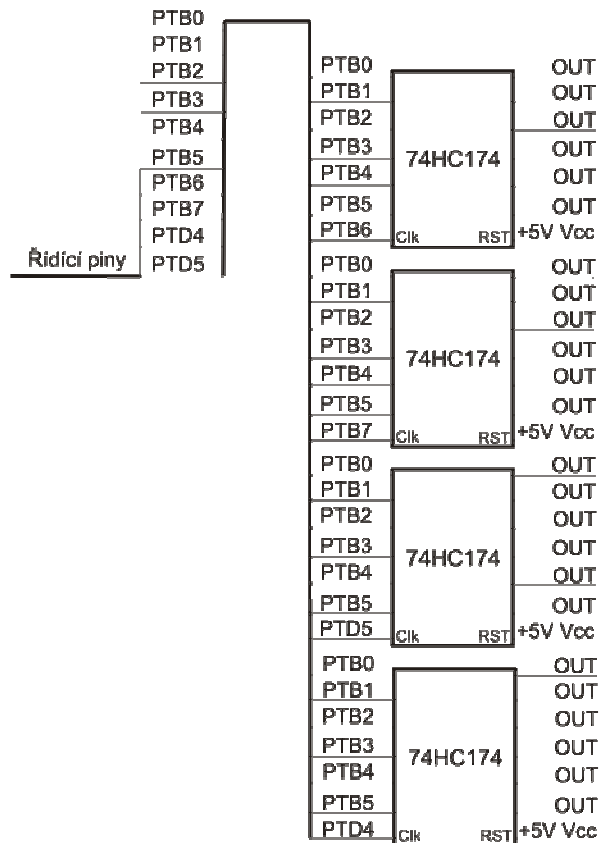 PTB0
PTB1
PTB2
PTB3
PTB4
PTB5
PTB6
PTB7
PTD4
Řídící piny PTD5
PTB0 OUT
PTB1 OUT
PTB2 OUT
PTB3 OUT
74HC174
PTB4 OUT
PTB5 OUT
PTB6 Clk RST +5V Vcc
PTB0 OUT
PTB1 OUT
PTB2 OUT
PTB3 OUT
74HC174
PTB4 OUT
PTB5 OUT
PTB7 Clk RST +5V Vcc
PTB0 OUT
PTB1 OUT
PTB2 OUT
PTB3 OUT
74HC174
PTB4 OUT
PTB5 OUT
PTD5 Clk RST +5V Vcc
PTB0 OUT
PTB1 OUT
PTB2 OUT
PTB3 OUT
74HC174
PTB4 OUT
PTB5 OUT
PTD4 Clk RST +5V Vcc